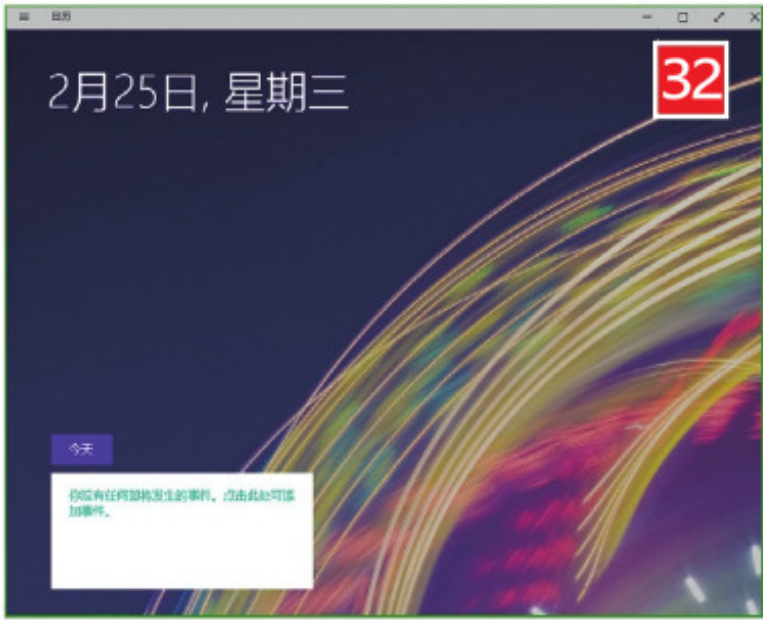 日历
2月25日, 星期三
32
今天
你没有任何即将发生的事件。点击此处可添
加事件。